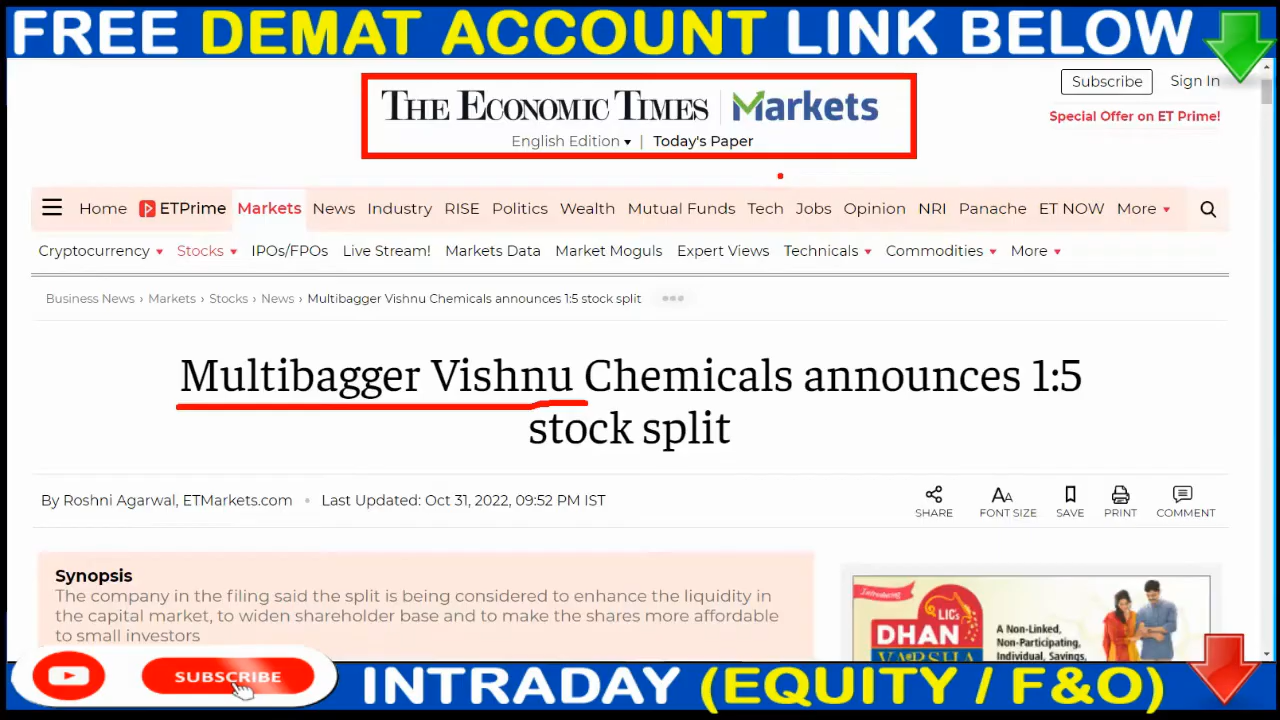 FREE DEMAT ACCOUNT LINK BELOW
THE ECONOMIC TIMES | Markets
English Edition | Today's Paper
Subscribe Sign In
Special Offer on ET Prime!
Home ETPrime Markets News Industry RISE Politics Wealth Mutual Funds Tech Jobs Opinion NRI Panache ET NOW More
Cryptocurrency Stocks IPOs/FPOs Live Stream! Markets Data Market Moguls Expert Views Technicals Commodities More
Business News › Markets › Stocks › News › Multibagger Vishnu Chemicals announces 1:5 stock split
Multibagger Vishnu Chemicals announces 1:5
stock split
By Roshni Agarwal, ETMarkets.com • Last Updated: Oct 31, 2022, 09:52 PM IST
SHARE FONT SIZE SAVE PRINT COMMENT
Synopsis
The company in the filing said the split is being considered to enhance the liquidity in
the capital market, to widen shareholder base and to make the shares more affordable
to small investors
LIC's
DHAN
VARSHA
A Non-Linked,
Non-Participating,
Individual, Savings,
SUBSCRIBE
INTRADAY (EQUITY / F&O)